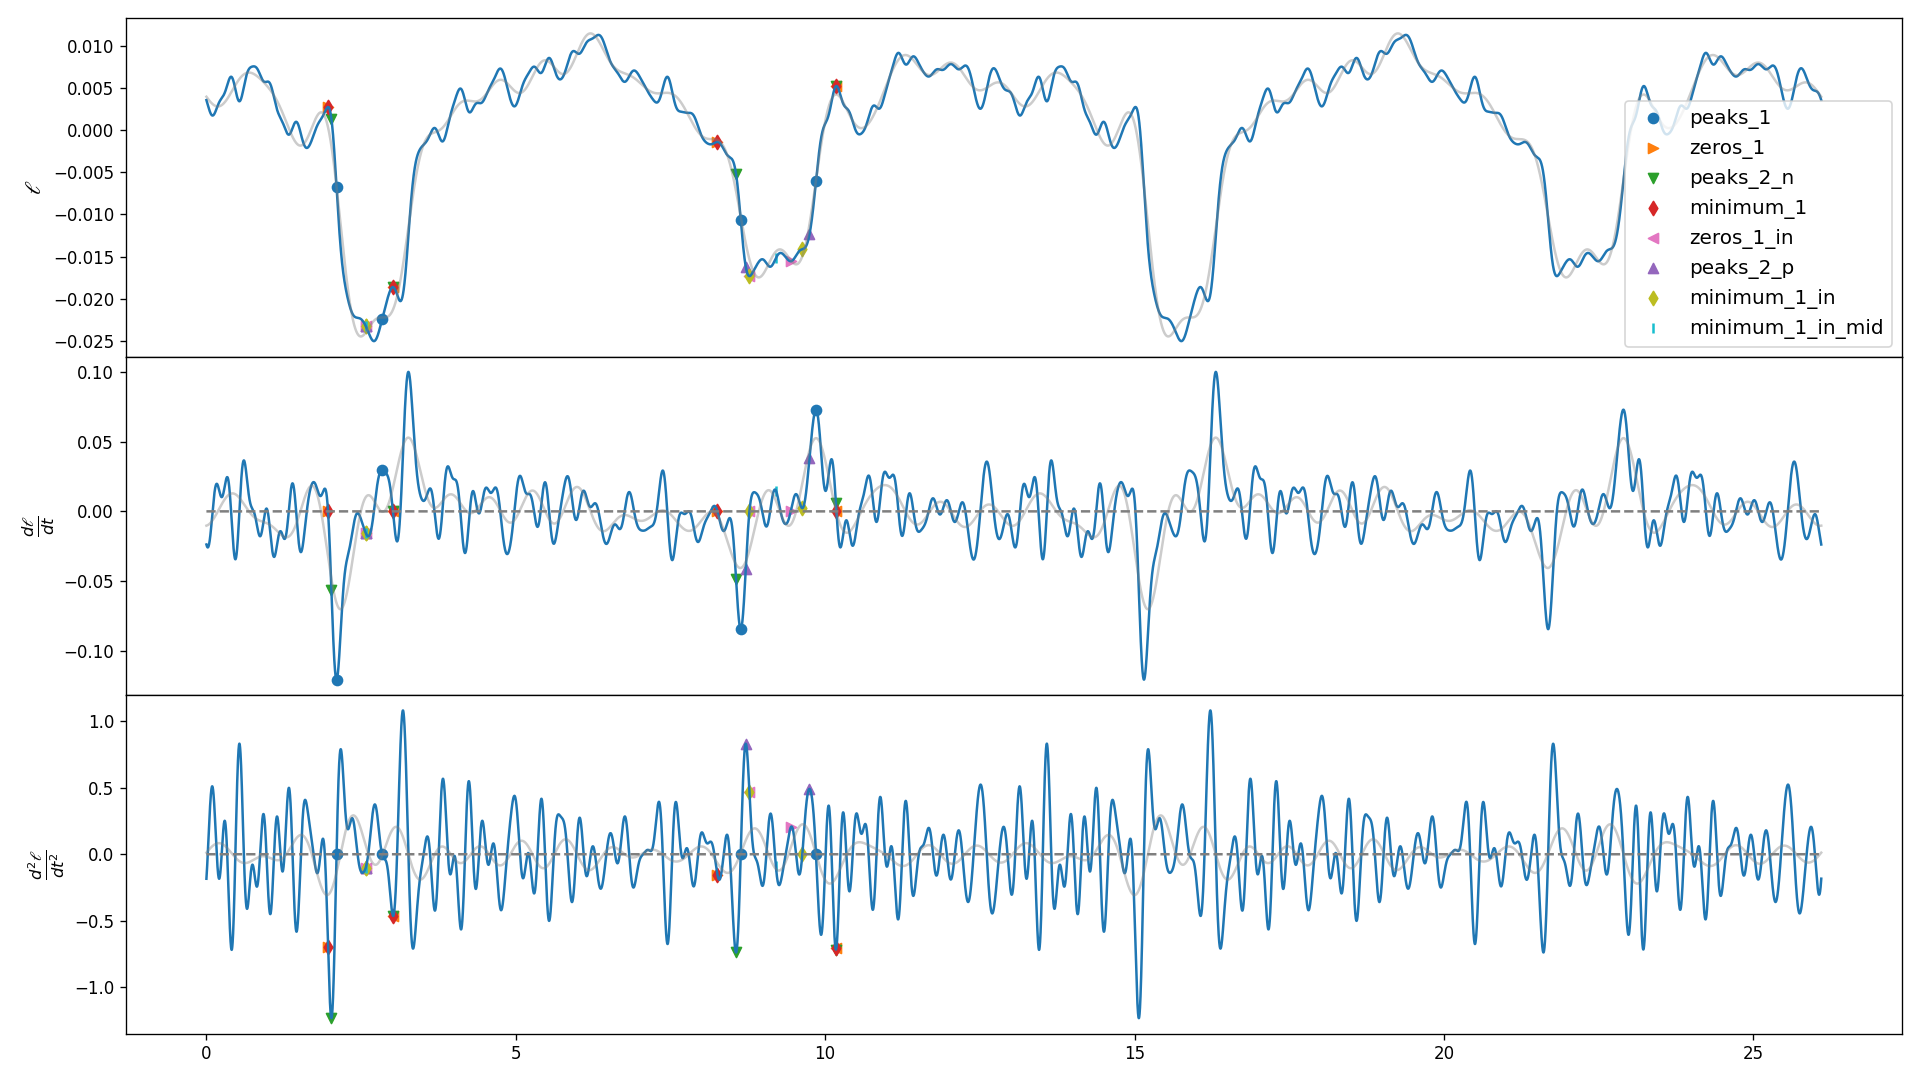 0.010
0.005
0.000
−0.005
−0.010
−0.015
−0.020
−0.025
ℓ
peaks_1
zeros_1
peaks_2_n
minimum_1
zeros_1_in
peaks_2_p
minimum_1_in
minimum_1_in_mid
0.10
0.05
0.00
−0.05
−0.10
dℓ
dt
1.0
0.5
0.0
−0.5
−1.0
d²ℓ
dt²
0 5 10 15 20 25